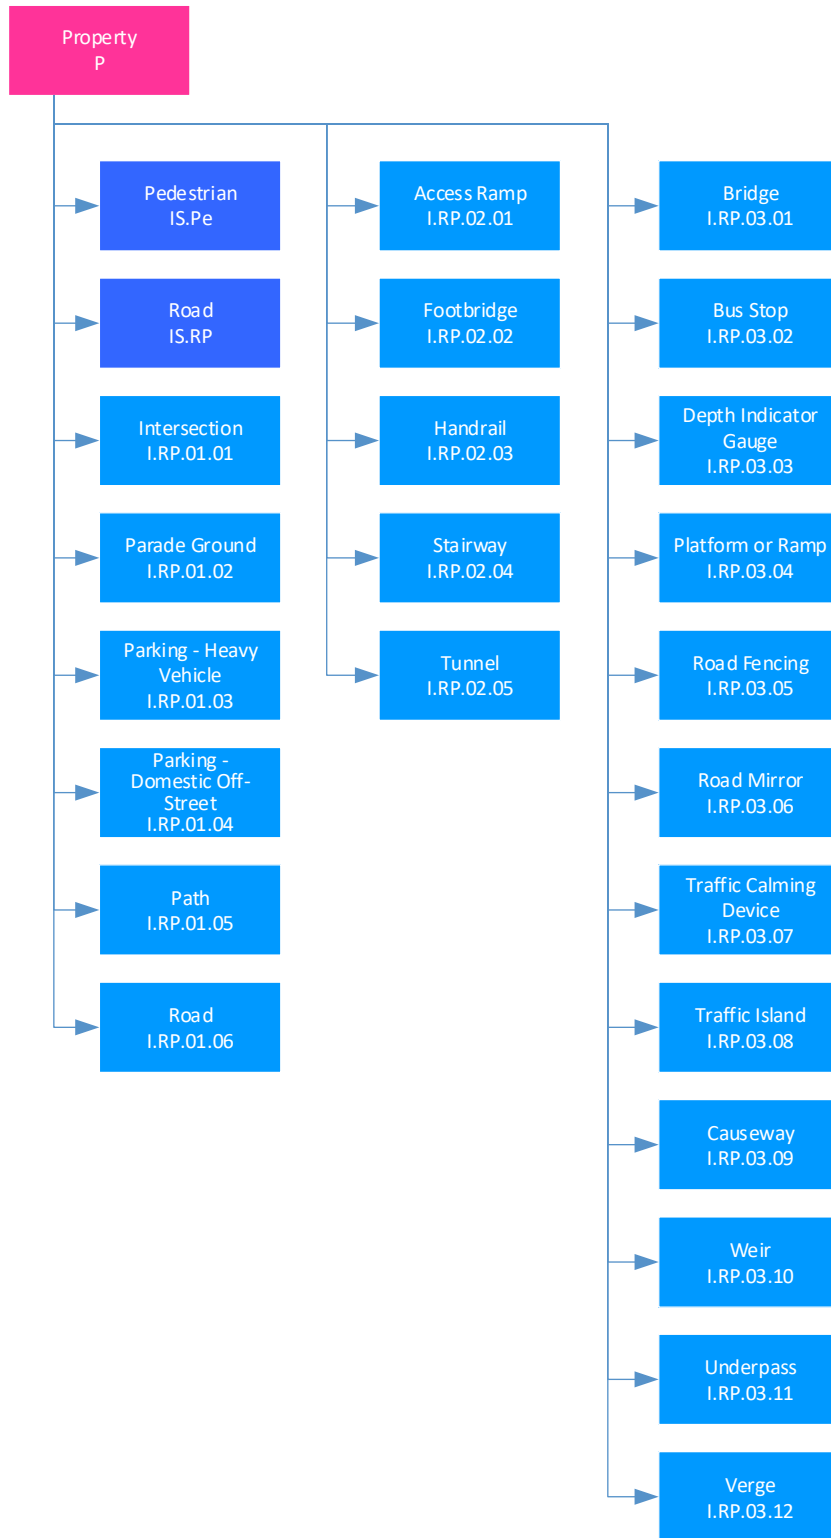 Property
P
Pedestrian
IS.Pe
Road
IS.RP
Intersection
I.RP.01.01
Parade Ground
I.RP.01.02
Parking - Heavy
Vehicle
I.RP.01.03
Parking -
Domestic Off-
Street
I.RP.01.04
Path
I.RP.01.05
Road
I.RP.01.06
Access Ramp
I.RP.02.01
Footbridge
I.RP.02.02
Handrail
I.RP.02.03
Stairway
I.RP.02.04
Tunnel
I.RP.02.05
Bridge
I.RP.03.01
Bus Stop
I.RP.03.02
Depth Indicator
Gauge
I.RP.03.03
Platform or Ramp
I.RP.03.04
Road Fencing
I.RP.03.05
Road Mirror
I.RP.03.06
Traffic Calming
Device
I.RP.03.07
Traffic Island
I.RP.03.08
Causeway
I.RP.03.09
Weir
I.RP.03.10
Underpass
I.RP.03.11
Verge
I.RP.03.12